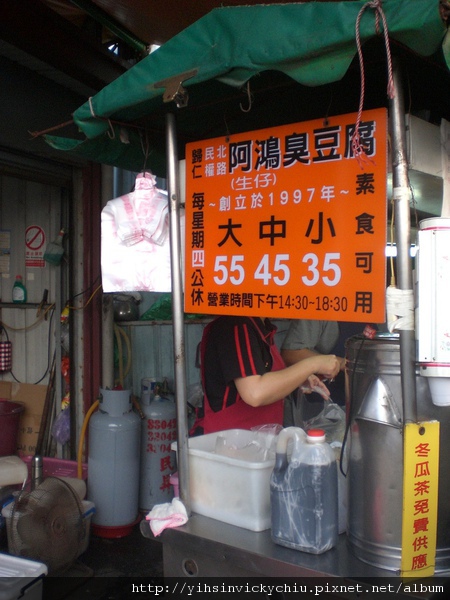 歸仁 民權北路 阿鴻臭豆腐
(生仔)
~創立於1997年~
每星期四公休
大中小
55 45 35
營業時間下午14:30~18:30
素食可用
冬瓜茶免費供應
http://yihsinvickychiu.pixnet.net/album